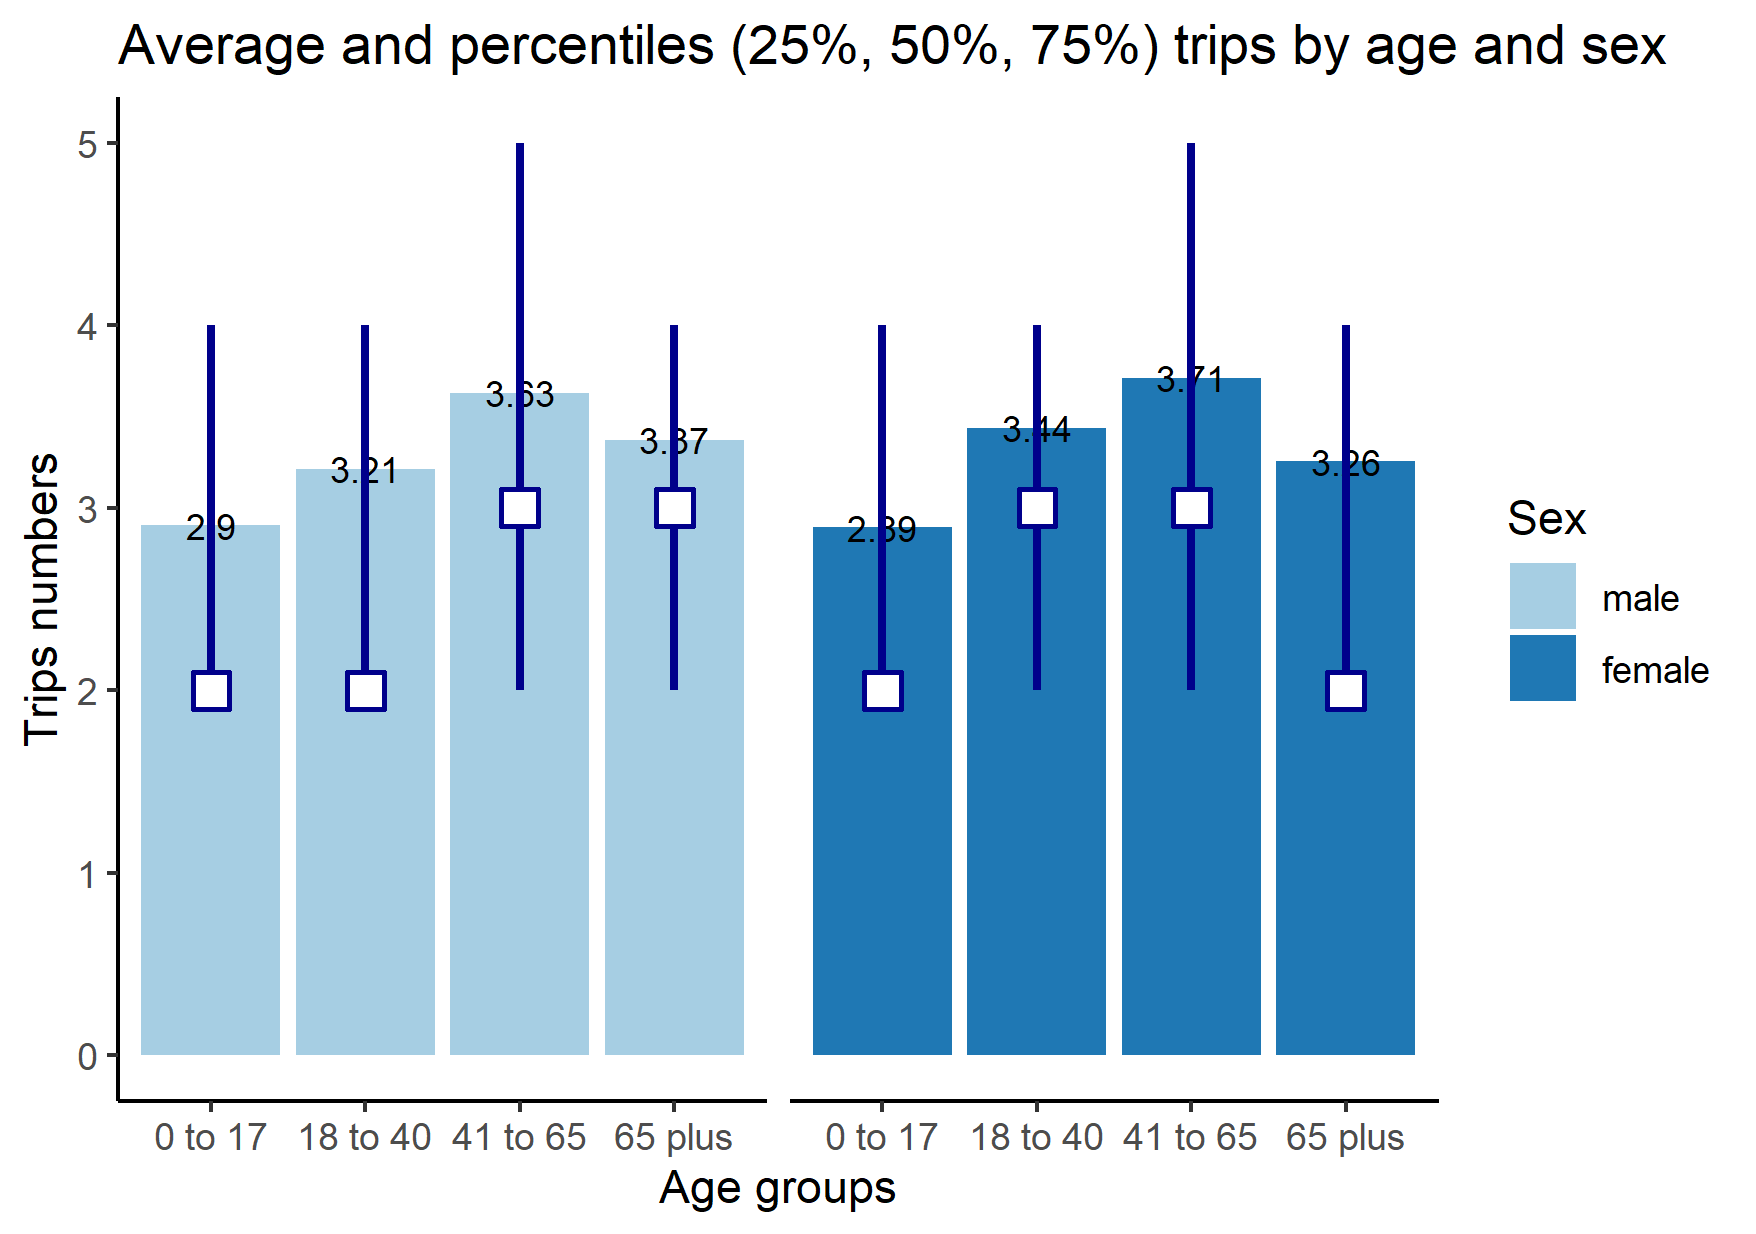 Average and percentiles (25%, 50%, 75%) trips by age and sex
Trips numbers
5
4
3
2
1
0
2.9
3.21
3.63
3.37
2.89
3.44
3.71
3.26
0 to 17 18 to 40 41 to 65 65 plus 0 to 17 18 to 40 41 to 65 65 plus
Age groups
Sex
male
female